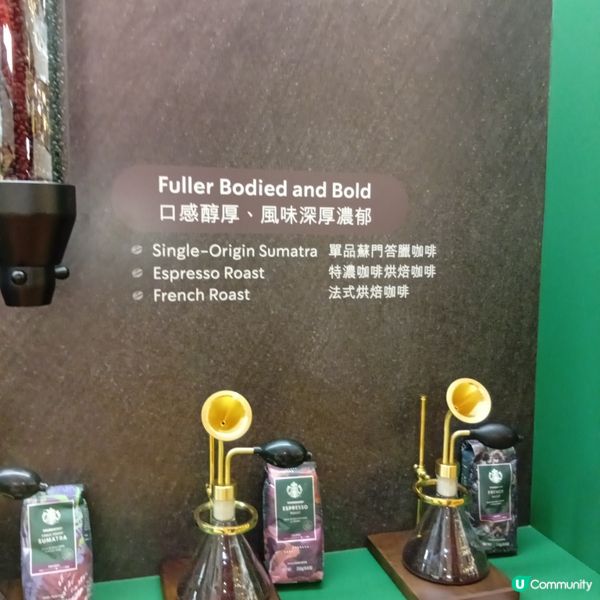 Fuller Bodied and Bold
口感醇厚、風味深厚濃郁
Single-Origin Sumatra 單品蘇門答臘咖啡
Espresso Roast 特濃咖啡烘焙咖啡
French Roast 法式烘焙咖啡
SUMATRA
ESPRESSO
ROAST
FRENCH
U Community